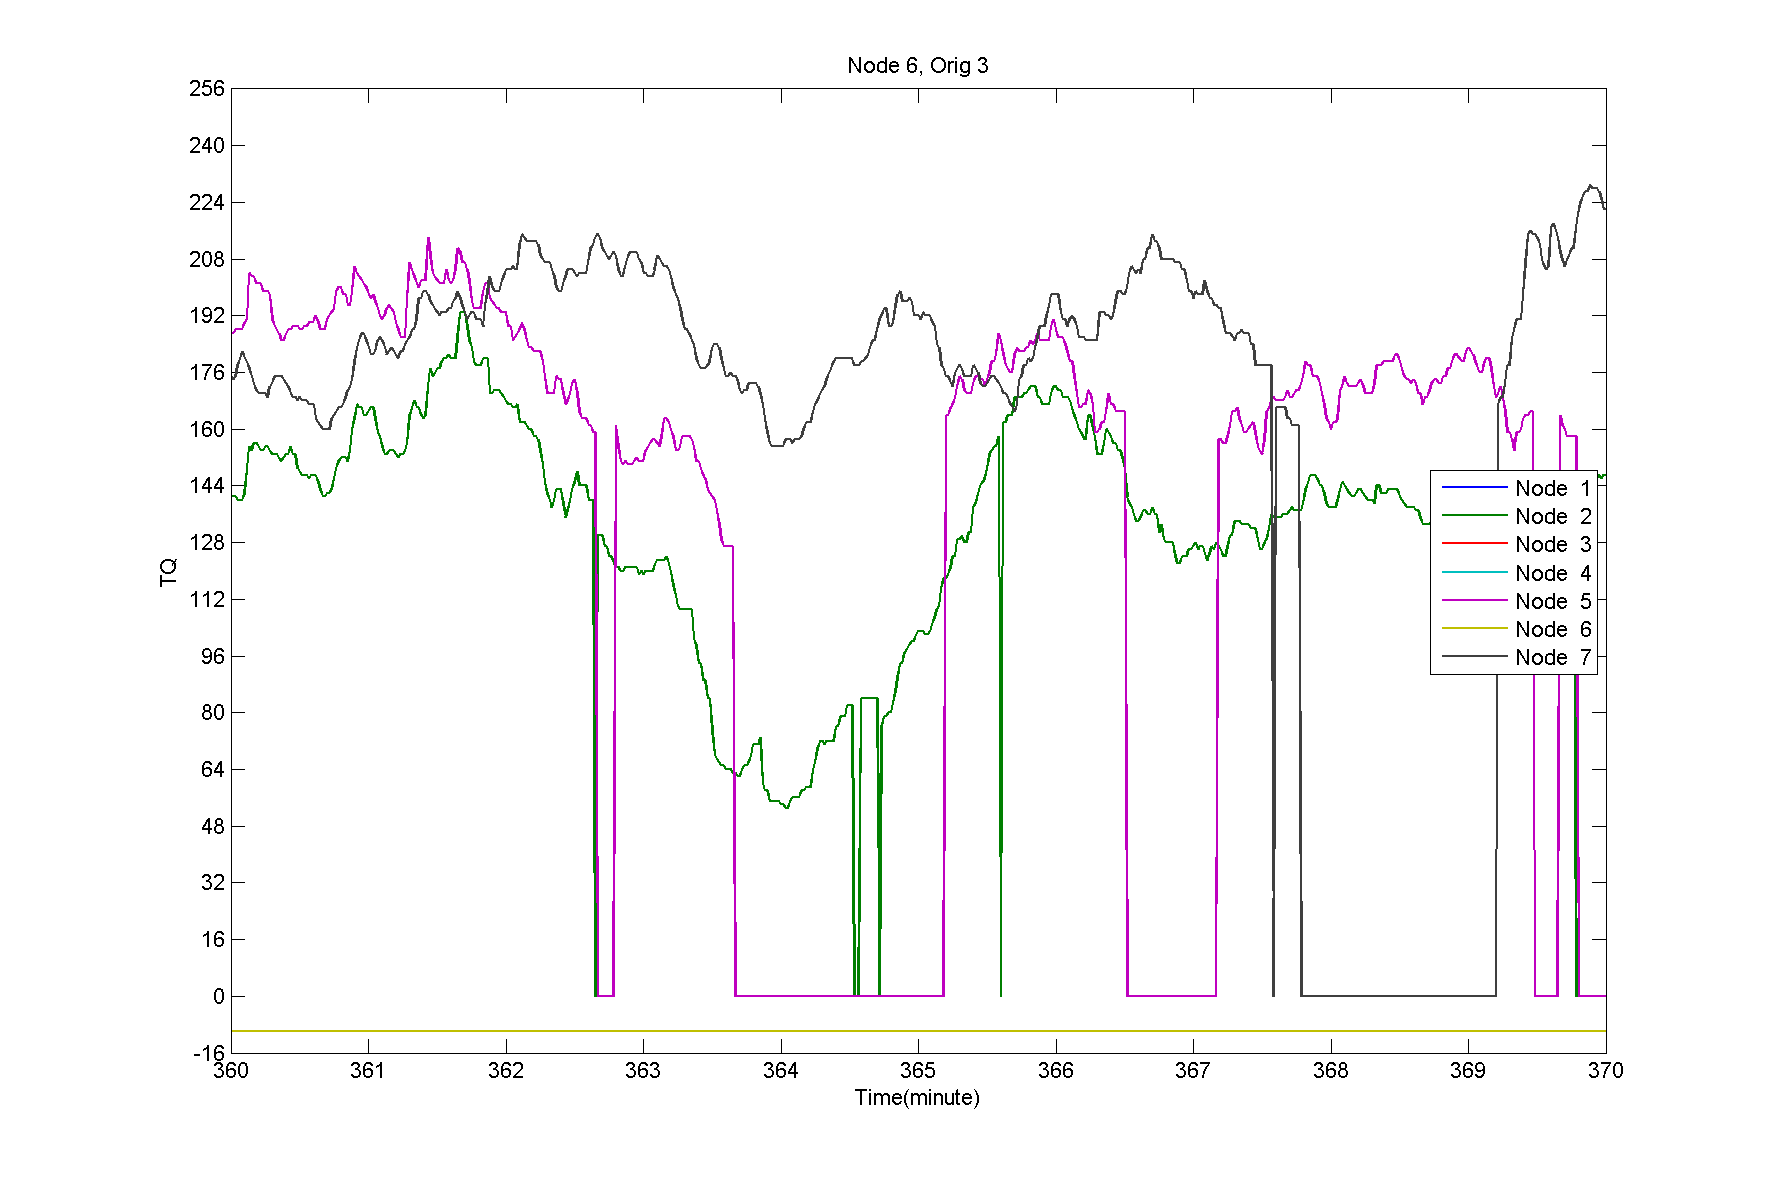 Node 6, Orig 3
256
240
224
208
192
176
160
144
128
112
96
80
64
48
32
16
0
-16
TQ
360 361 362 363 364 365 366 367 368 369 370
Time(minute)
Node 1
Node 2
Node 3
Node 4
Node 5
Node 6
Node 7